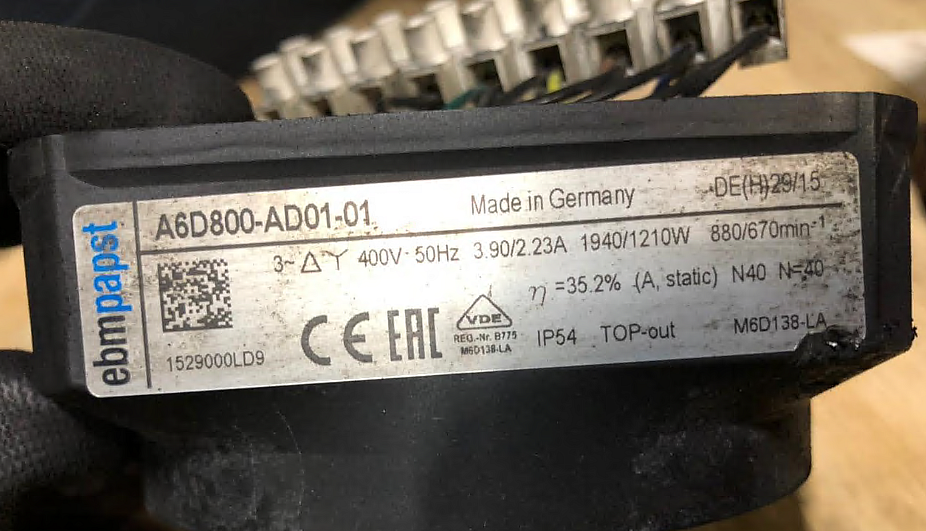 ebmpapst
A6D800-AD01-01 Made in Germany DE(H)29/15
3~ Δ Y 400V 50Hz 3.90/2.23A 1940/1210W 880/670min⁻¹
η =35.2% (A, static) N40 N=40
CE EAC VDE
REG.-Nr. B775
M6D138-LA
IP54 TOP-out M6D138-LA
1529000LD9